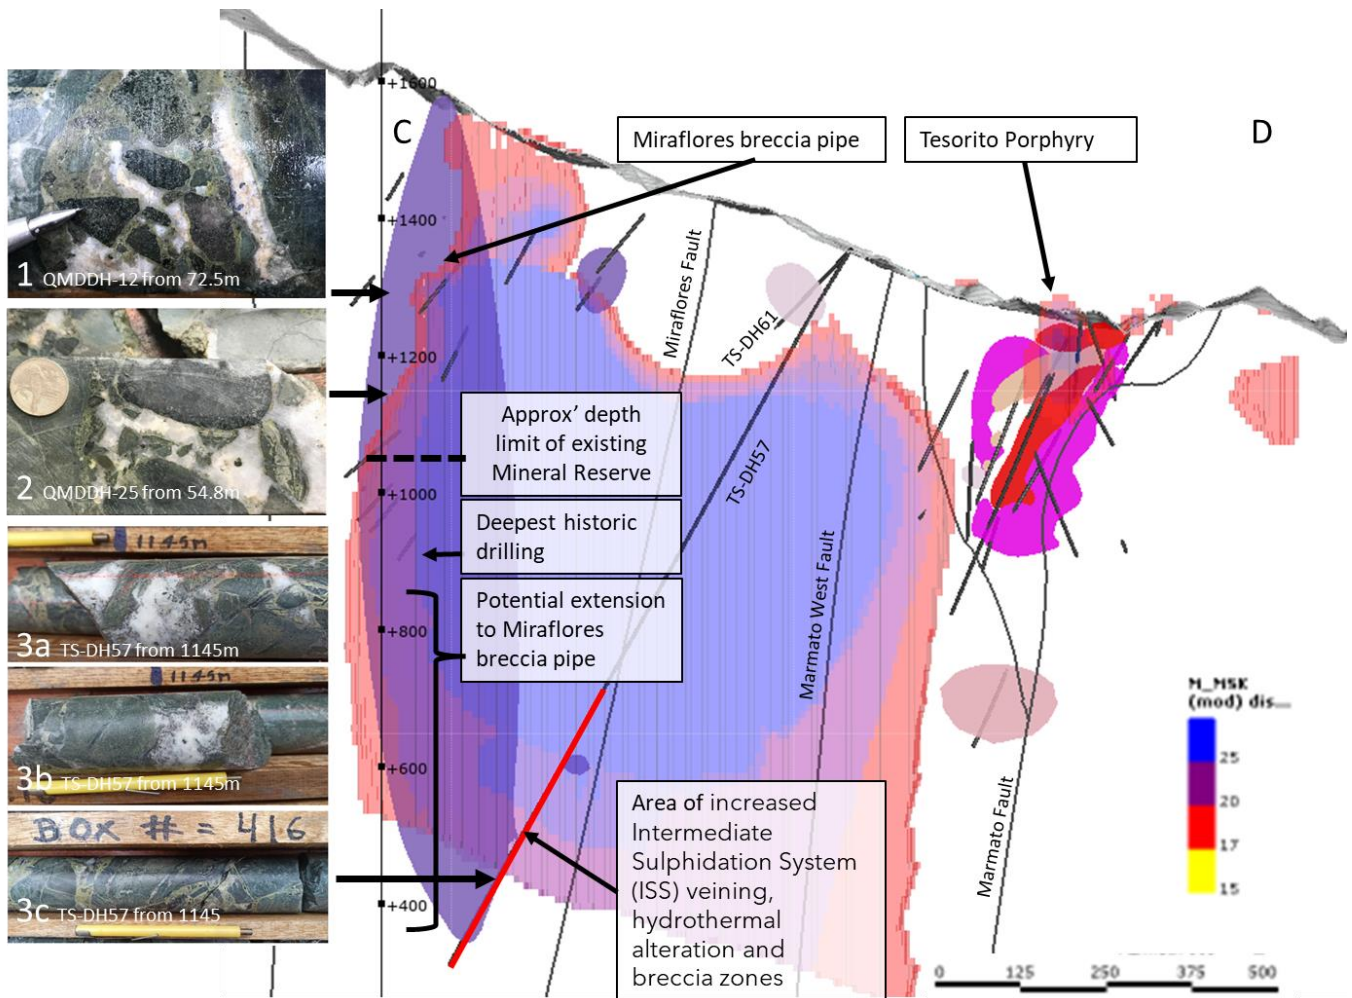 +1600
C
D
Miraflores breccia pipe
Tesorito Porphyry
1 QMDDH-12 from 72.5m
+1400
Miraflores Fault
TS-DH61
+1200
2 QMDDH-25 from 54.8m
Approx’ depth
limit of existing
Mineral Reserve
TS-DH57
+1000
Deepest historic
drilling
1145m
3a TS-DH57 from 1145m
Potential extension
to Miraflores
breccia pipe
+800
Marmato West Fault
1145m
3b TS-DH57 from 1145m
+600
M_MSK
(mod) dis...
25
20
17
15
Area of increased
Intermediate
Sulphidation System
(ISS) veining,
hydrothermal
alteration and
breccia zones
BOX # = 416
3c TS-DH57 from 1145
+400
Marmato Fault
0 125 250 375 500